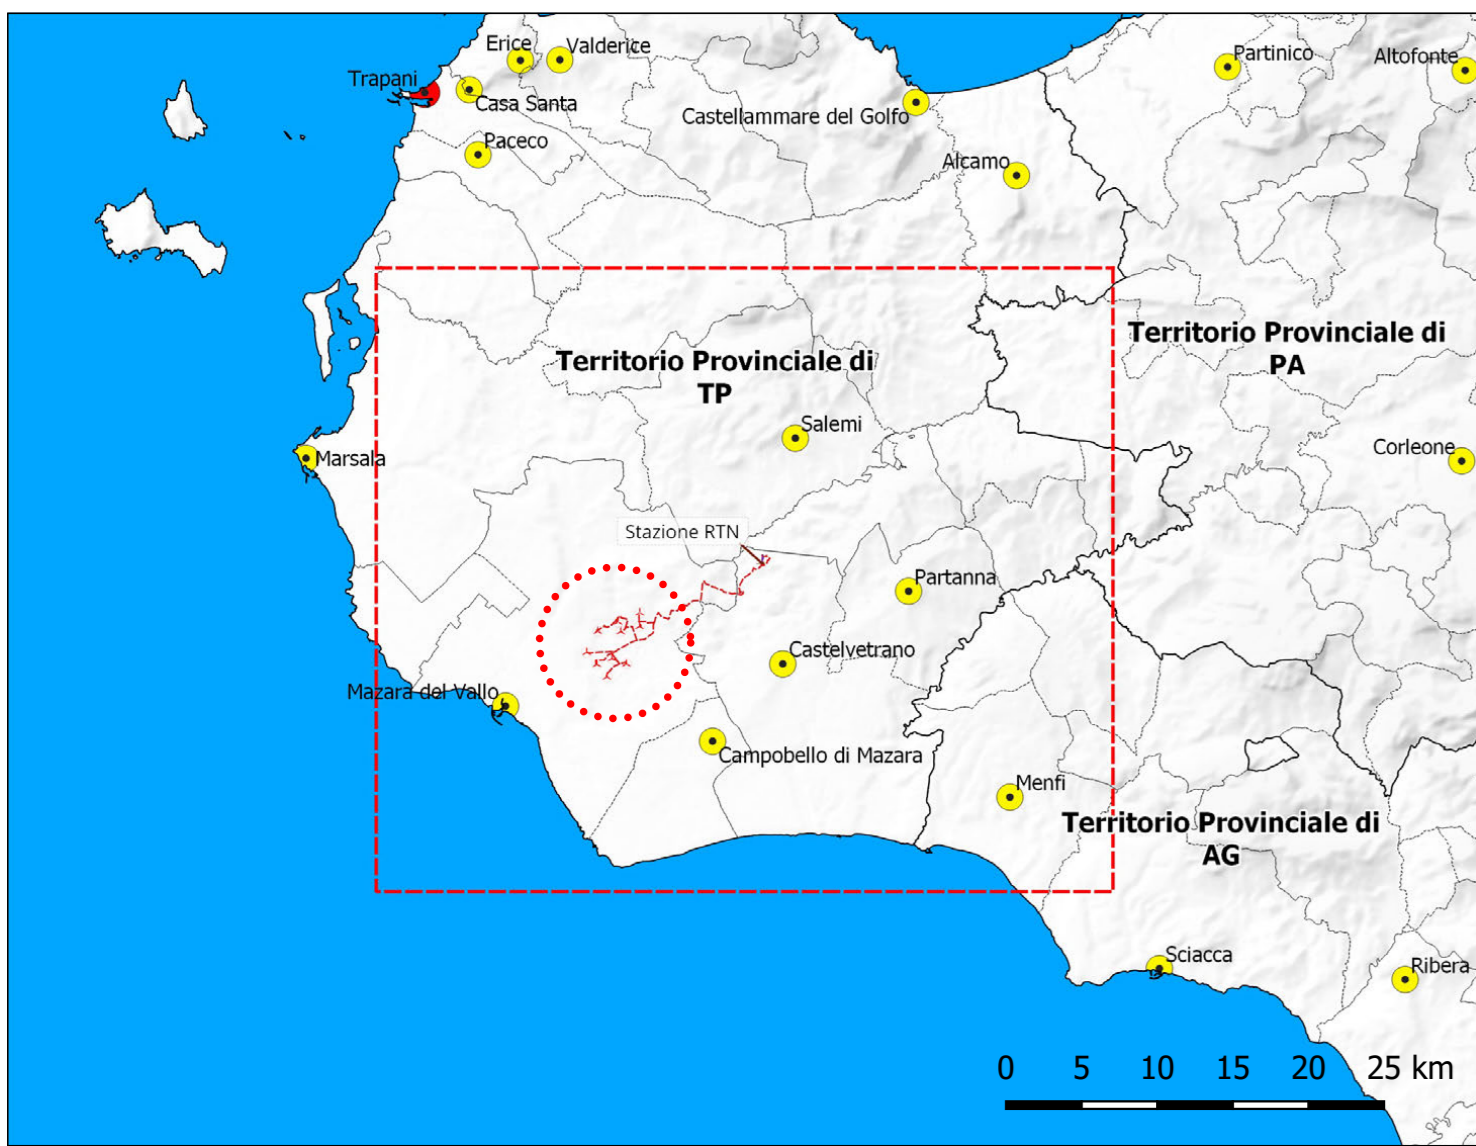 Erice
Valderice
Partinico
Altofonte
Trapani
Casa Santa
Castellammare del Golfo
Paceco
Alcamo
Territorio Provinciale di
PA
Territorio Provinciale di
TP
Salemi
Corleone
Marsala
Stazione RTN
Partanna
Castelvetrano
Mazara del Vallo
Campobello di Mazara
Menfi
Territorio Provinciale di
AG
Sciacca
Ribera
0 5 10 15 20 25 km